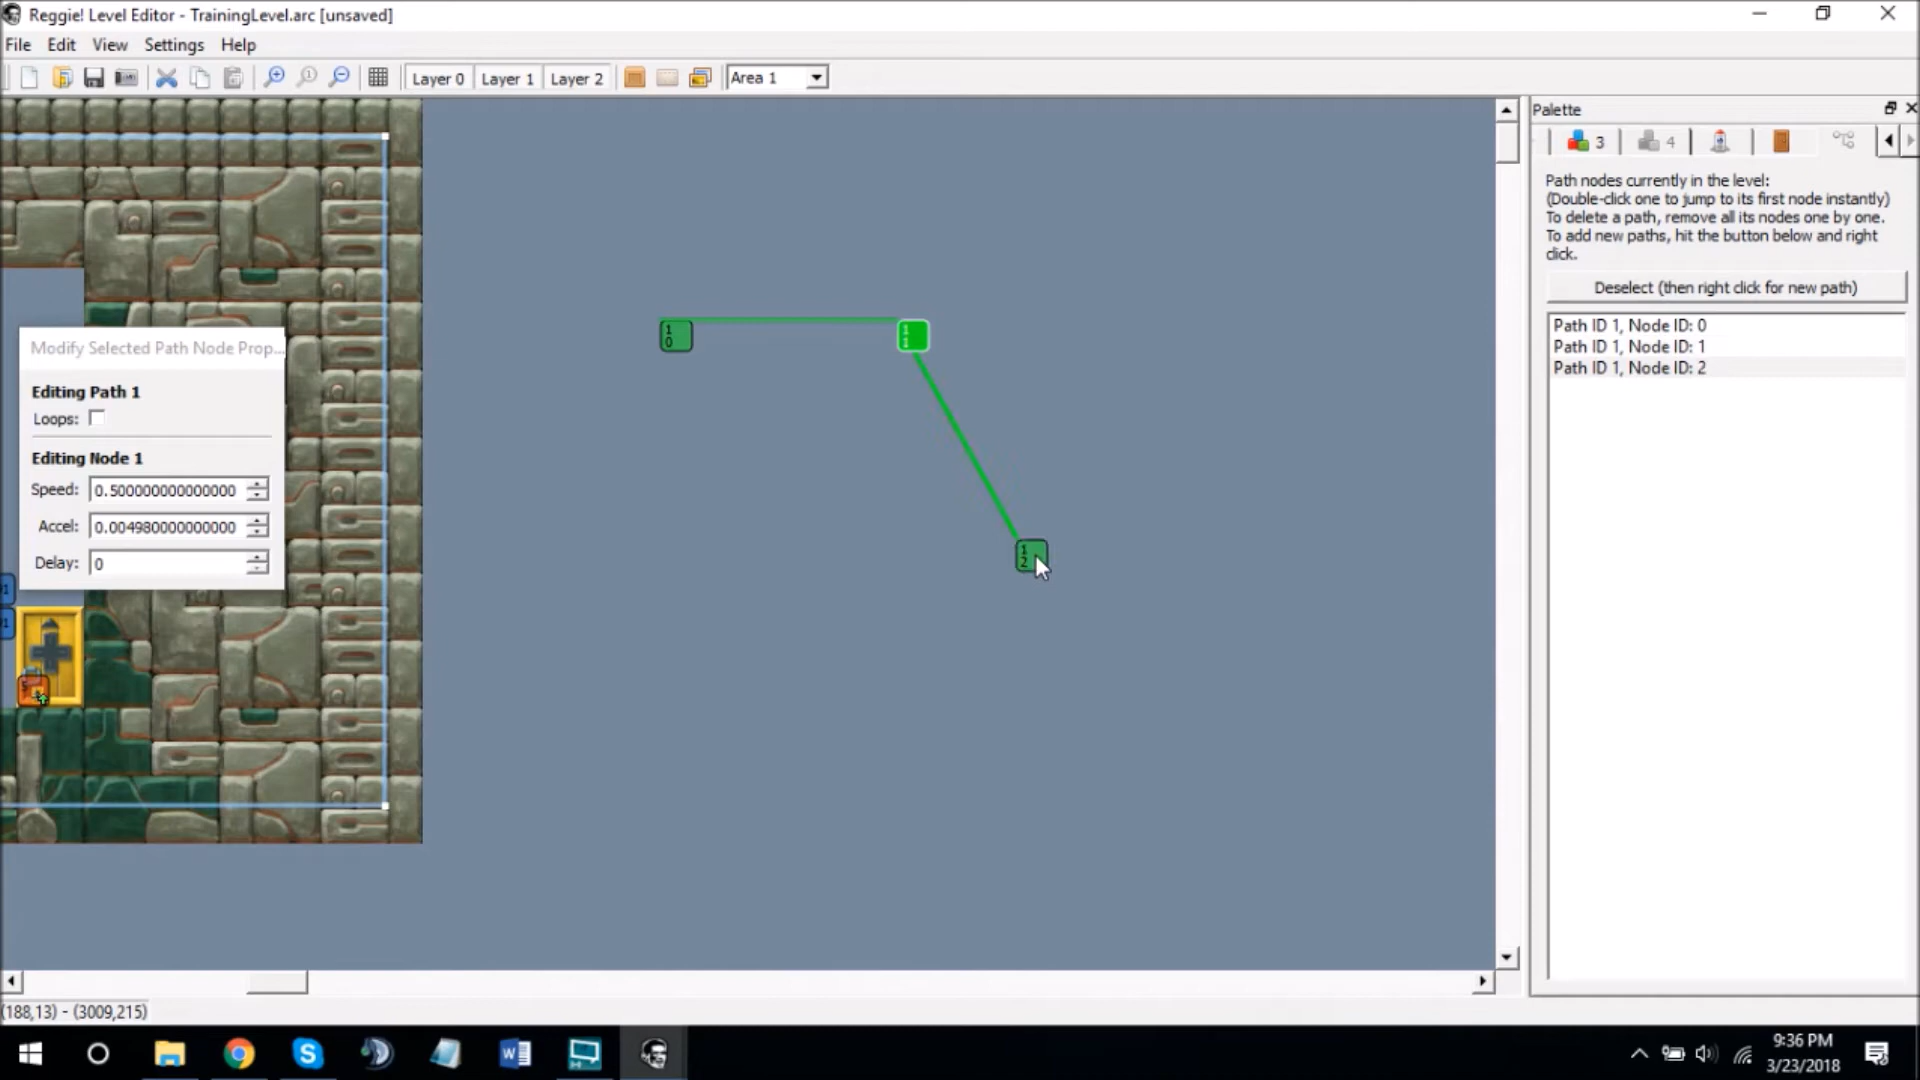 Reggie! Level Editor - TrainingLevel.arc [unsaved]
File Edit View Settings Help
Layer 0 Layer 1 Layer 2 Area 1
Palette
3 4
Path nodes currently in the level:
(Double-click one to jump to its first node instantly)
To delete a path, remove all its nodes one by one.
To add new paths, hit the button below and right
click.
Deselect (then right click for new path)
Path ID 1, Node ID: 0
Path ID 1, Node ID: 1
Path ID 1, Node ID: 2
1
0
1
1
1
2
Modify Selected Path Node Prop...
Editing Path 1
Loops:
Editing Node 1
Speed: 0.500000000000000
Accel: 0.004980000000000
Delay: 0
(188,13) - (3009,215)
9:36 PM
3/23/2018